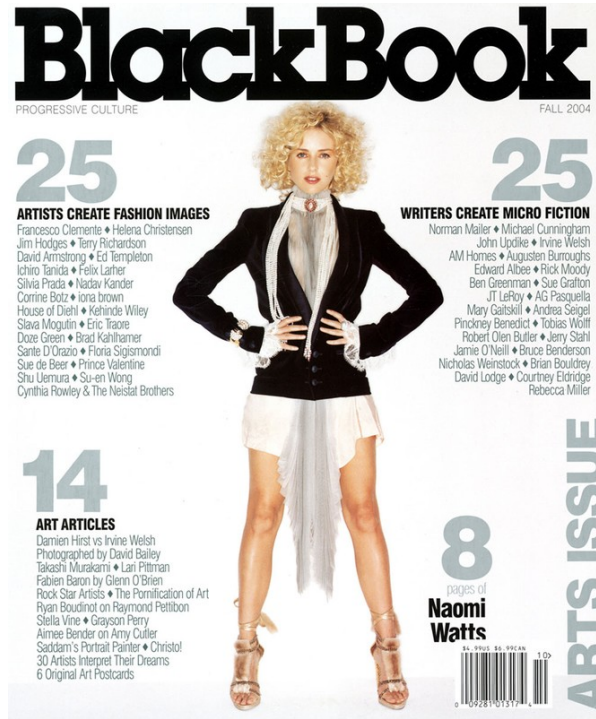 BlackBook
PROGRESSIVE CULTURE
FALL 2004
25
ARTISTS CREATE FASHION IMAGES
Francesco Clemente ♦ Helena Christensen
Jim Hodges ♦ Terry Richardson
David Armstrong ♦ Ed Templeton
Ichiro Tanida ♦ Felix Larher
Silvia Prada ♦ Nadav Kander
Corrine Botz ♦ iona brown
House of Diehl ♦ Kehinde Wiley
Slava Mogutin ♦ Eric Traore
Doze Green ♦ Brad Kahlhamer
Sante D'Orazio ♦ Floria Sigismondi
Sue de Beer ♦ Prince Valentine
Shu Uemura ♦ Su-en Wong
Cynthia Rowley & The Neistat Brothers
25
WRITERS CREATE MICRO FICTION
Norman Mailer ♦ Michael Cunningham
John Updike ♦ Irvine Welsh
AM Homes ♦ Augusten Burroughs
Edward Albee ♦ Rick Moody
Ben Greenman ♦ Sue Grafton
JT LeRoy ♦ AG Pasquella
Mary Gaitskill ♦ Andrea Seigel
Pinckney Benedict ♦ Tobias Wolff
Robert Olen Butler ♦ Jerry Stahl
Jamie O'Neill ♦ Bruce Benderson
Nicholas Weinstock ♦ Brian Bouldrey
David Lodge ♦ Courtney Eldridge
Rebecca Miller
14
ART ARTICLES
Damien Hirst vs Irvine Welsh
Photographed by David Bailey
Takashi Murakami ♦ Lari Pittman
Fabien Baron by Glenn O'Brien
Rock Star Artists ♦ The Pornification of Art
Ryan Boudinot on Raymond Pettibon
Stella Vine ♦ Grayson Perry
Aimee Bender on Amy Cutler
Saddam's Portrait Painter ♦ Christo!
30 Artists Interpret Their Dreams
6 Original Art Postcards
8
pages of
Naomi
Watts
ARTS ISSUE
$4.99US $6.99CAN
10>
0 09281 01317 4